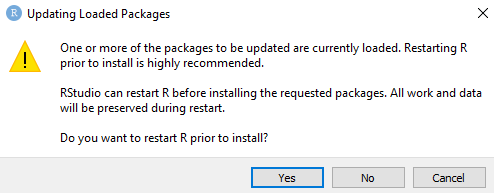 R Updating Loaded Packages
One or more of the packages to be updated are currently loaded. Restarting R
prior to install is highly recommended.
RStudio can restart R before installing the requested packages. All work and data
will be preserved during restart.
Do you want to restart R prior to install?
Yes No Cancel